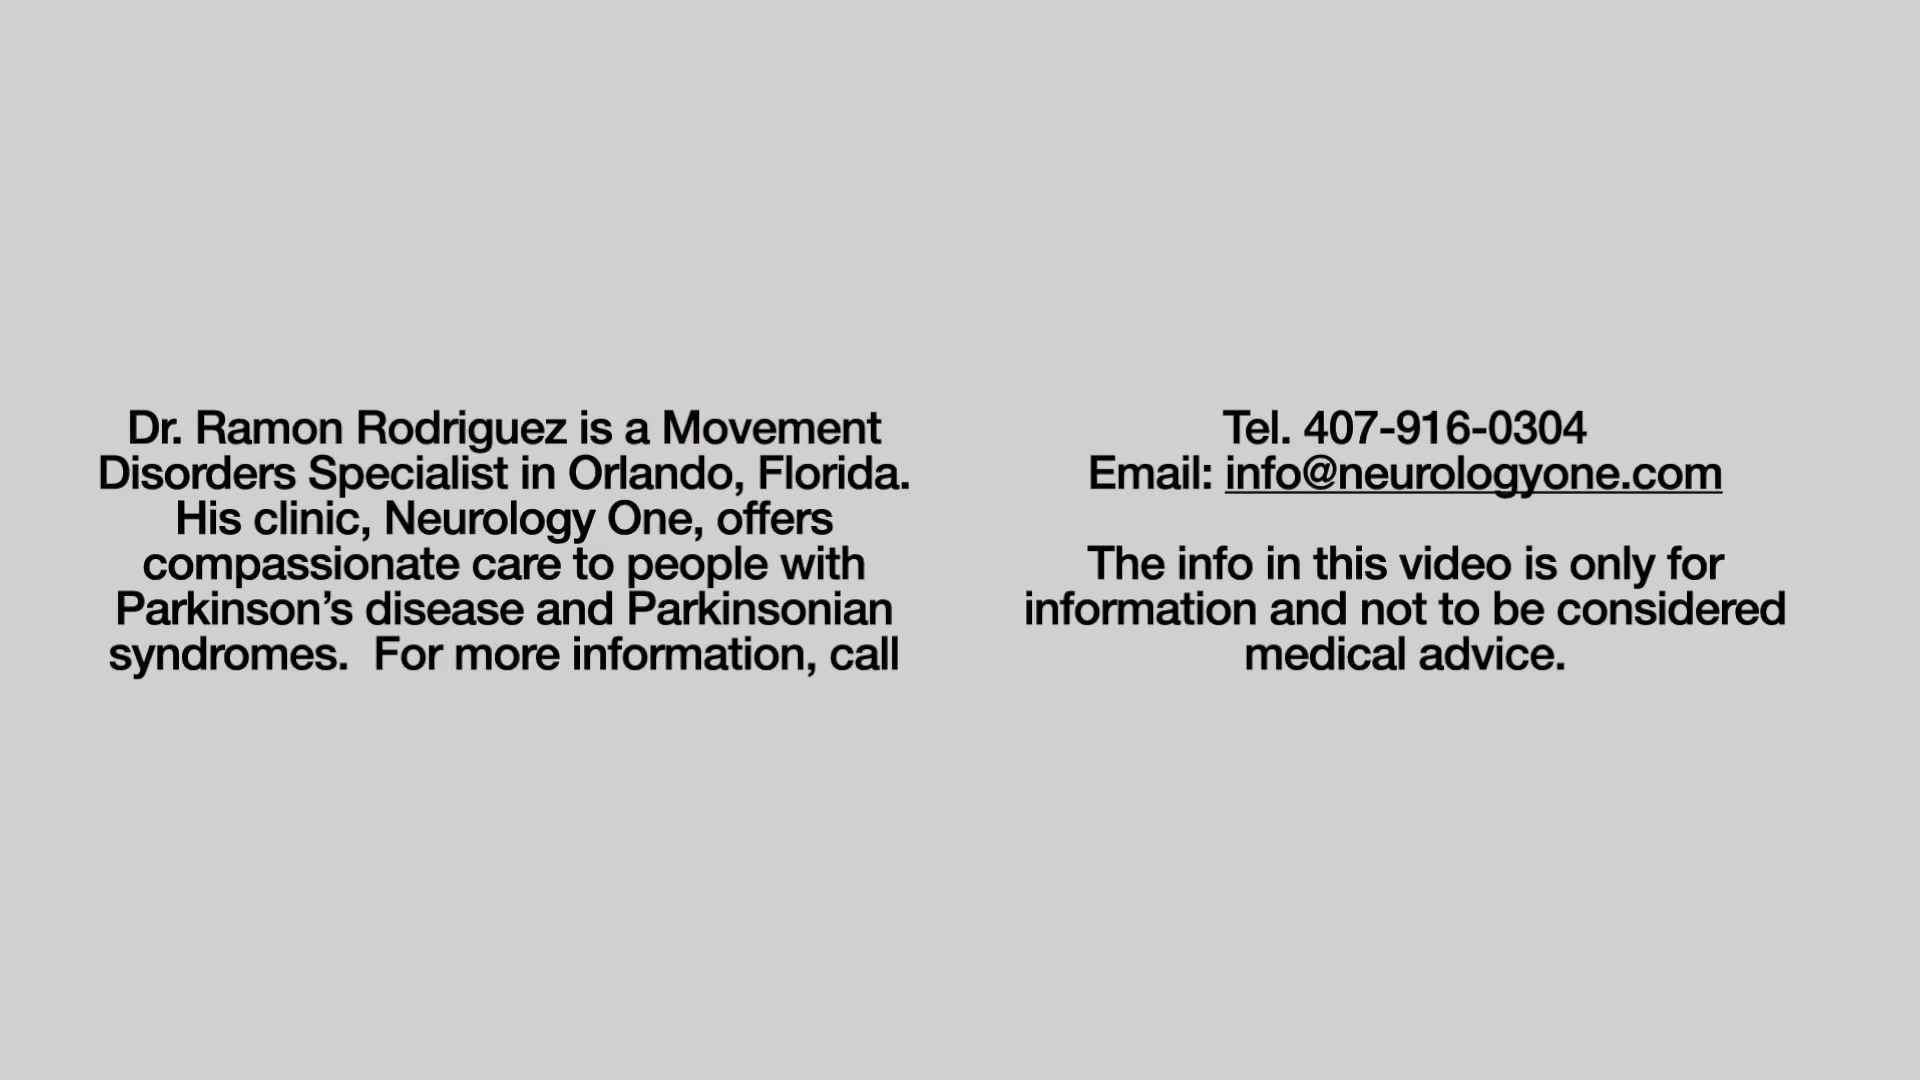 Dr. Ramon Rodriguez is a Movement
Disorders Specialist in Orlando, Florida.
His clinic, Neurology One, offers
compassionate care to people with
Parkinson’s disease and Parkinsonian
syndromes.  For more information, call
Tel. 407-916-0304
Email: info@neurologyone.com
The info in this video is only for
information and not to be considered
medical advice.